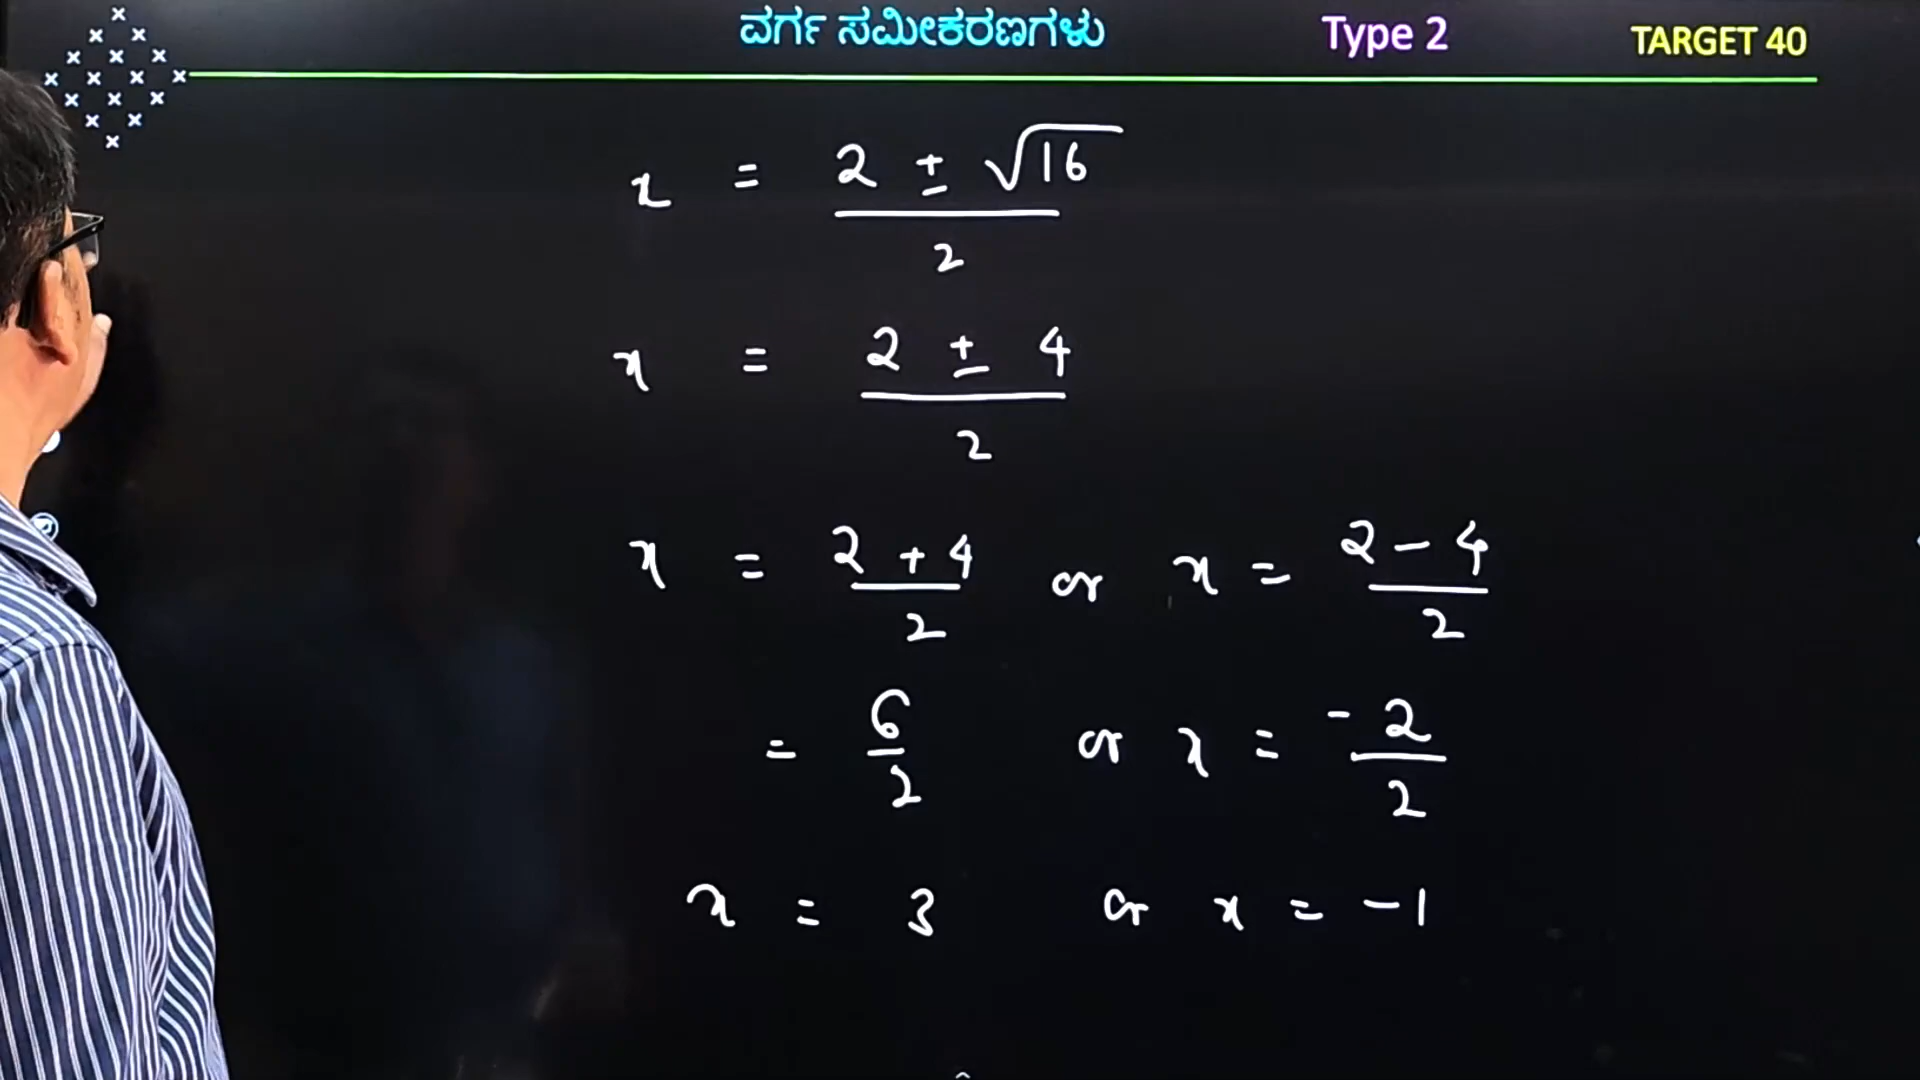 ವರ್ಗ ಸಮೀಕರಣಗಳು Type 2 TARGET 40
x = (2 ± √16) / 2
x = (2 ± 4) / 2
x = (2 + 4) / 2 or x = (2 - 4) / 2
= 6/2 or x = -2/2
x = 3 or x = -1